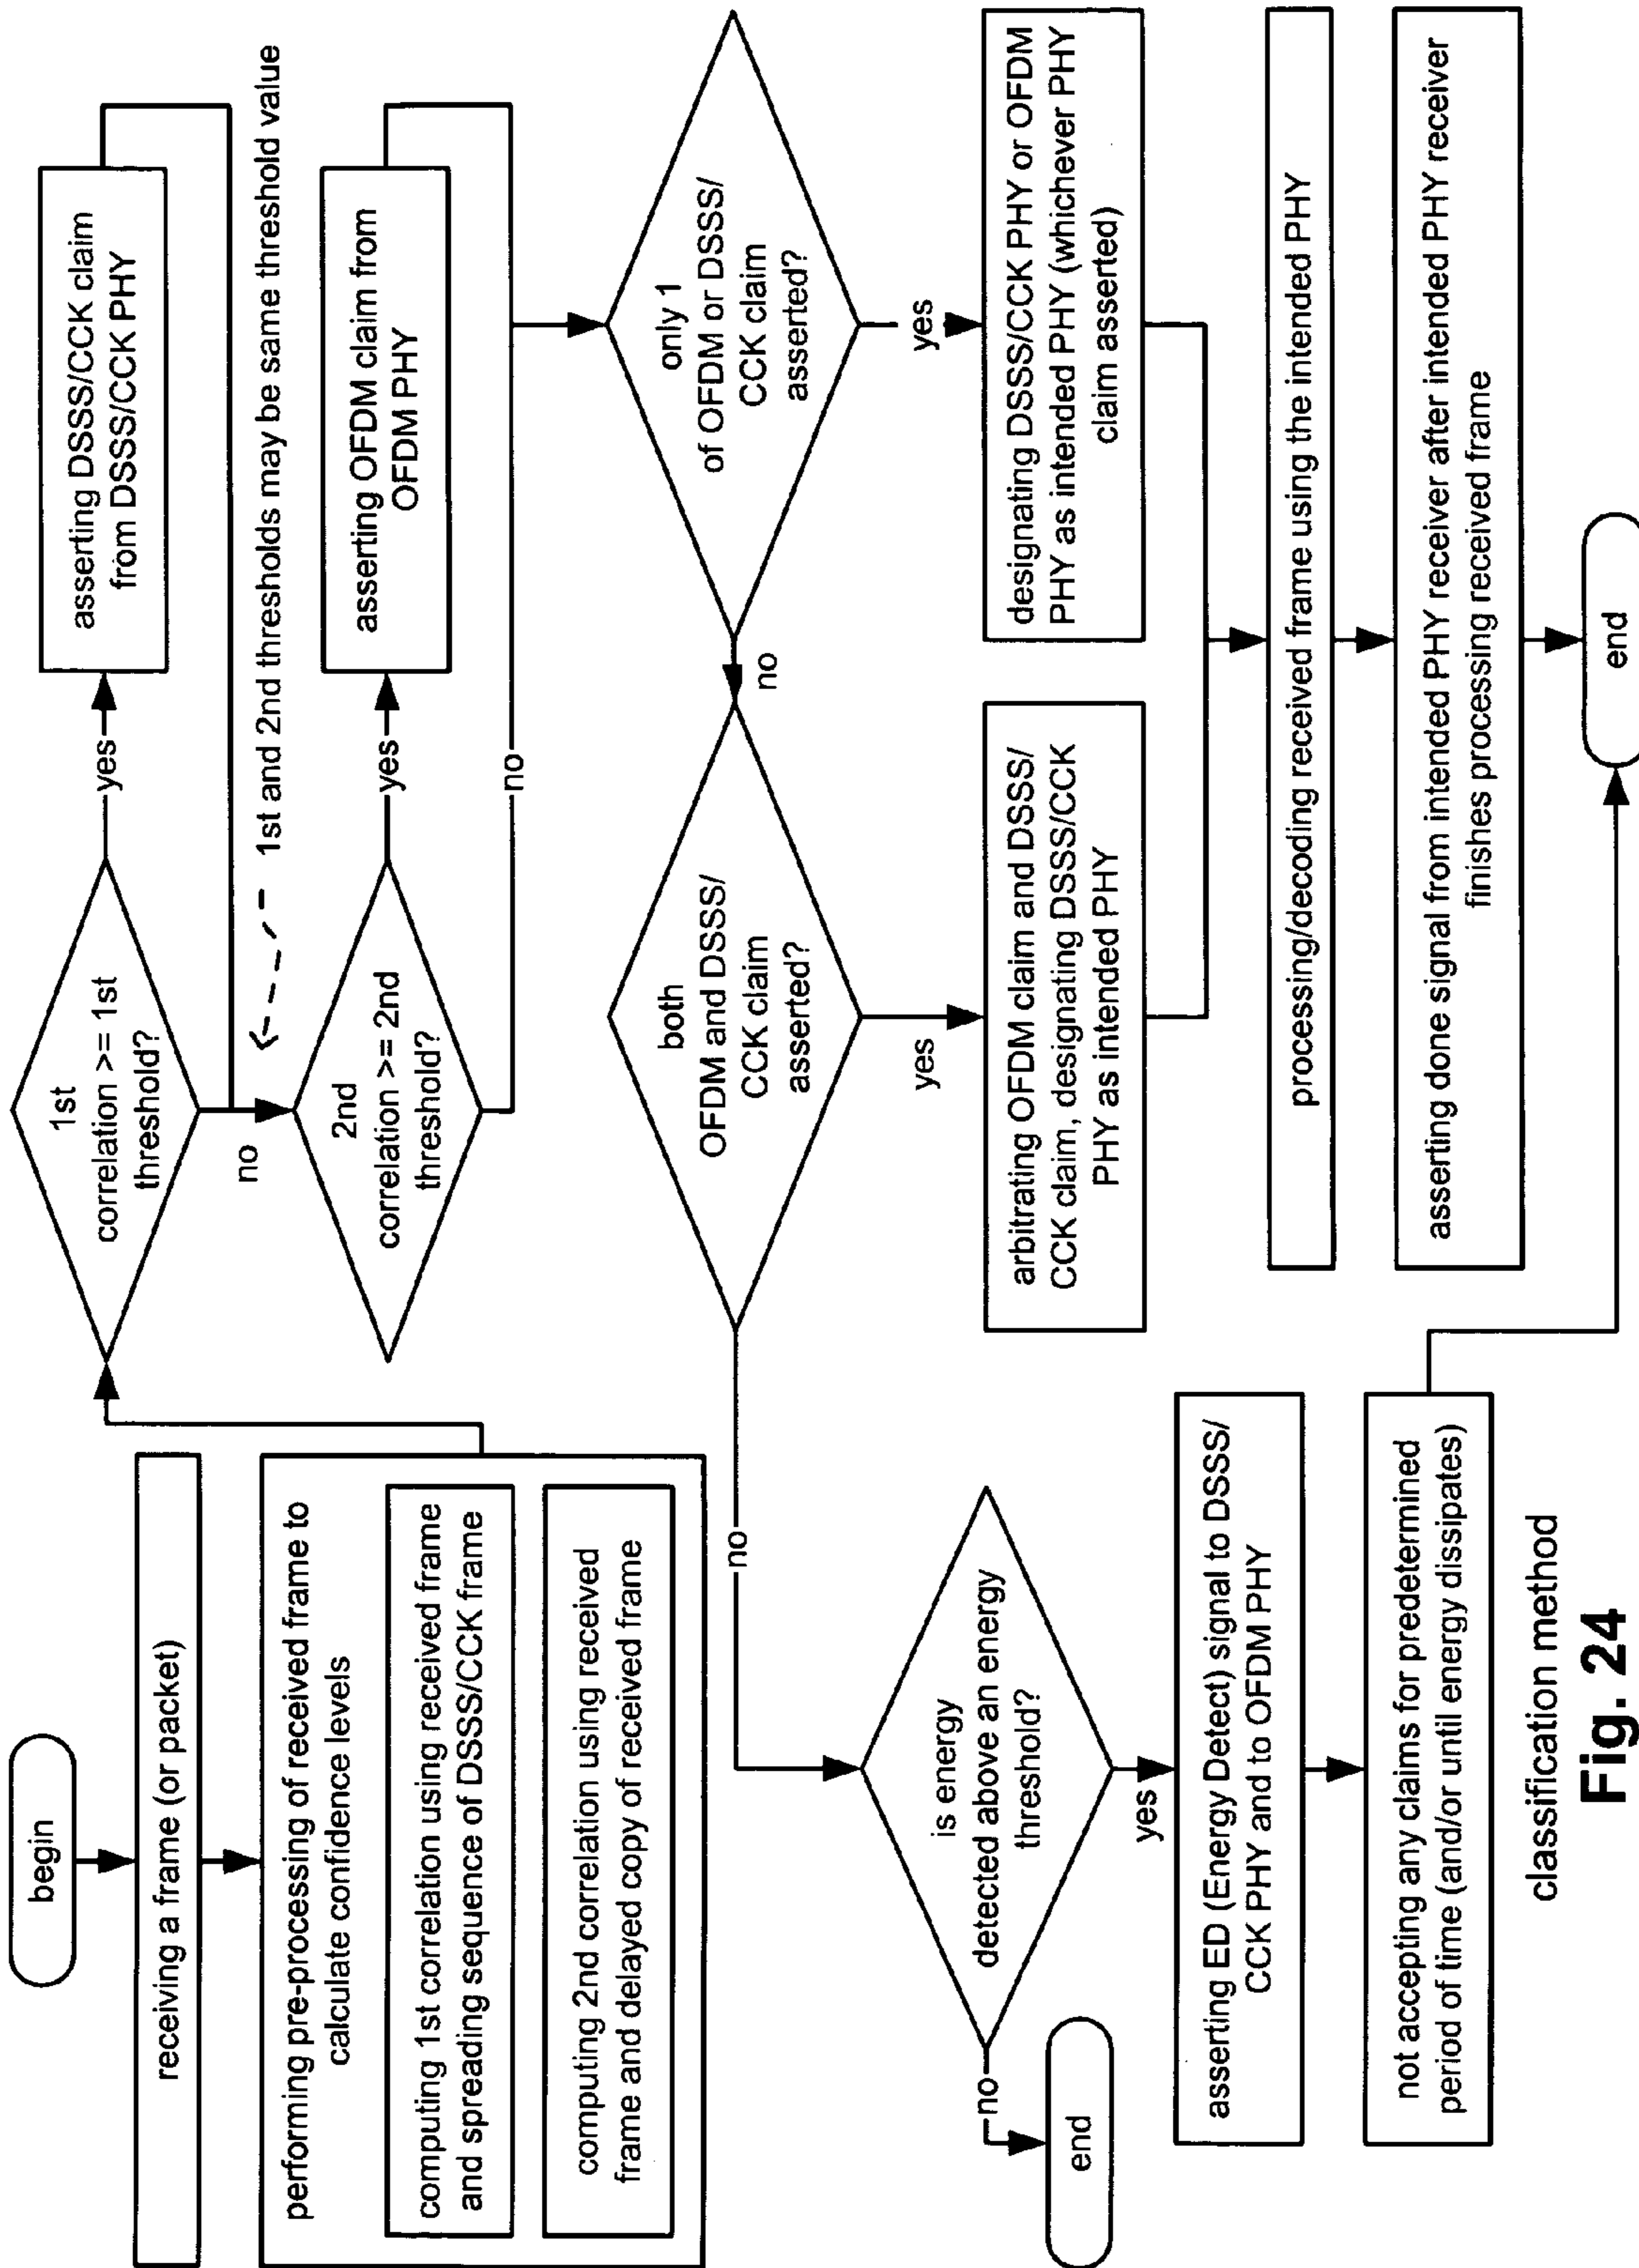 begin
receiving a frame (or packet)
performing pre-processing of received frame to
calculate confidence levels
computing 1st correlation using received frame
and spreading sequence of DSSS/CCK frame
computing 2nd correlation using received
frame and delayed copy of received frame
1st
correlation >= 1st
threshold?
yes
asserting DSSS/CCK claim
from DSSS/CCK PHY
no
1st and 2nd thresholds may be same threshold value
2nd
correlation >= 2nd
threshold?
yes
asserting OFDM claim from
OFDM PHY
no
only 1
of OFDM or DSSS/
CCK claim
asserted?
yes
designating DSSS/CCK PHY or OFDM
PHY as intended PHY (whichever PHY
claim asserted)
no
both
OFDM and DSSS/
CCK claim
asserted?
yes
arbitrating OFDM claim and DSSS/
CCK claim, designating DSSS/CCK
PHY as intended PHY
processing/decoding received frame using the intended PHY
asserting done signal from intended PHY receiver after intended PHY receiver
finishes processing received frame
end
no
is energy
detected above an energy
threshold?
no
end
yes
asserting ED (Energy Detect) signal to DSSS/
CCK PHY and to OFDM PHY
not accepting any claims for predetermined
period of time (and/or until energy dissipates)
classification method
Fig. 24